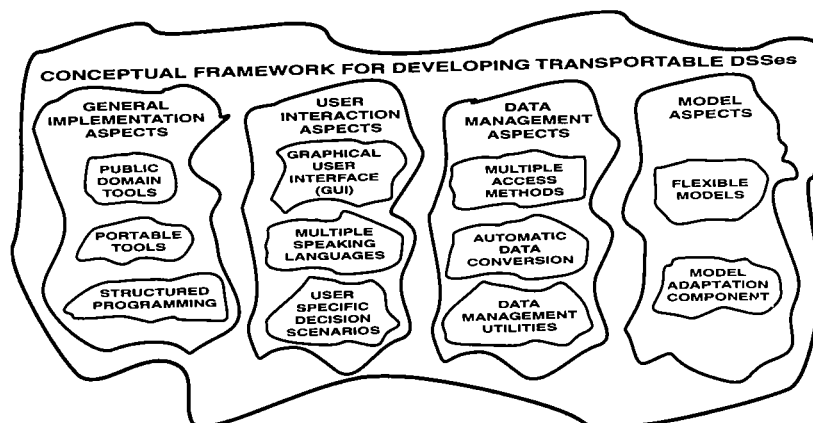 CONCEPTUAL FRAMEWORK FOR DEVELOPING TRANSPORTABLE DSSes
GENERAL
IMPLEMENTATION
ASPECTS
PUBLIC
DOMAIN
TOOLS
PORTABLE
TOOLS
STRUCTURED
PROGRAMMING
USER
INTERACTION
ASPECTS
GRAPHICAL
USER
INTERFACE
(GUI)
MULTIPLE
SPEAKING
LANGUAGES
USER
SPECIFIC
DECISION
SCENARIOS
DATA
MANAGEMENT
ASPECTS
MULTIPLE
ACCESS
METHODS
AUTOMATIC
DATA
CONVERSION
DATA
MANAGEMENT
UTILITIES
MODEL
ASPECTS
FLEXIBLE
MODELS
MODEL
ADAPTATION
COMPONENT